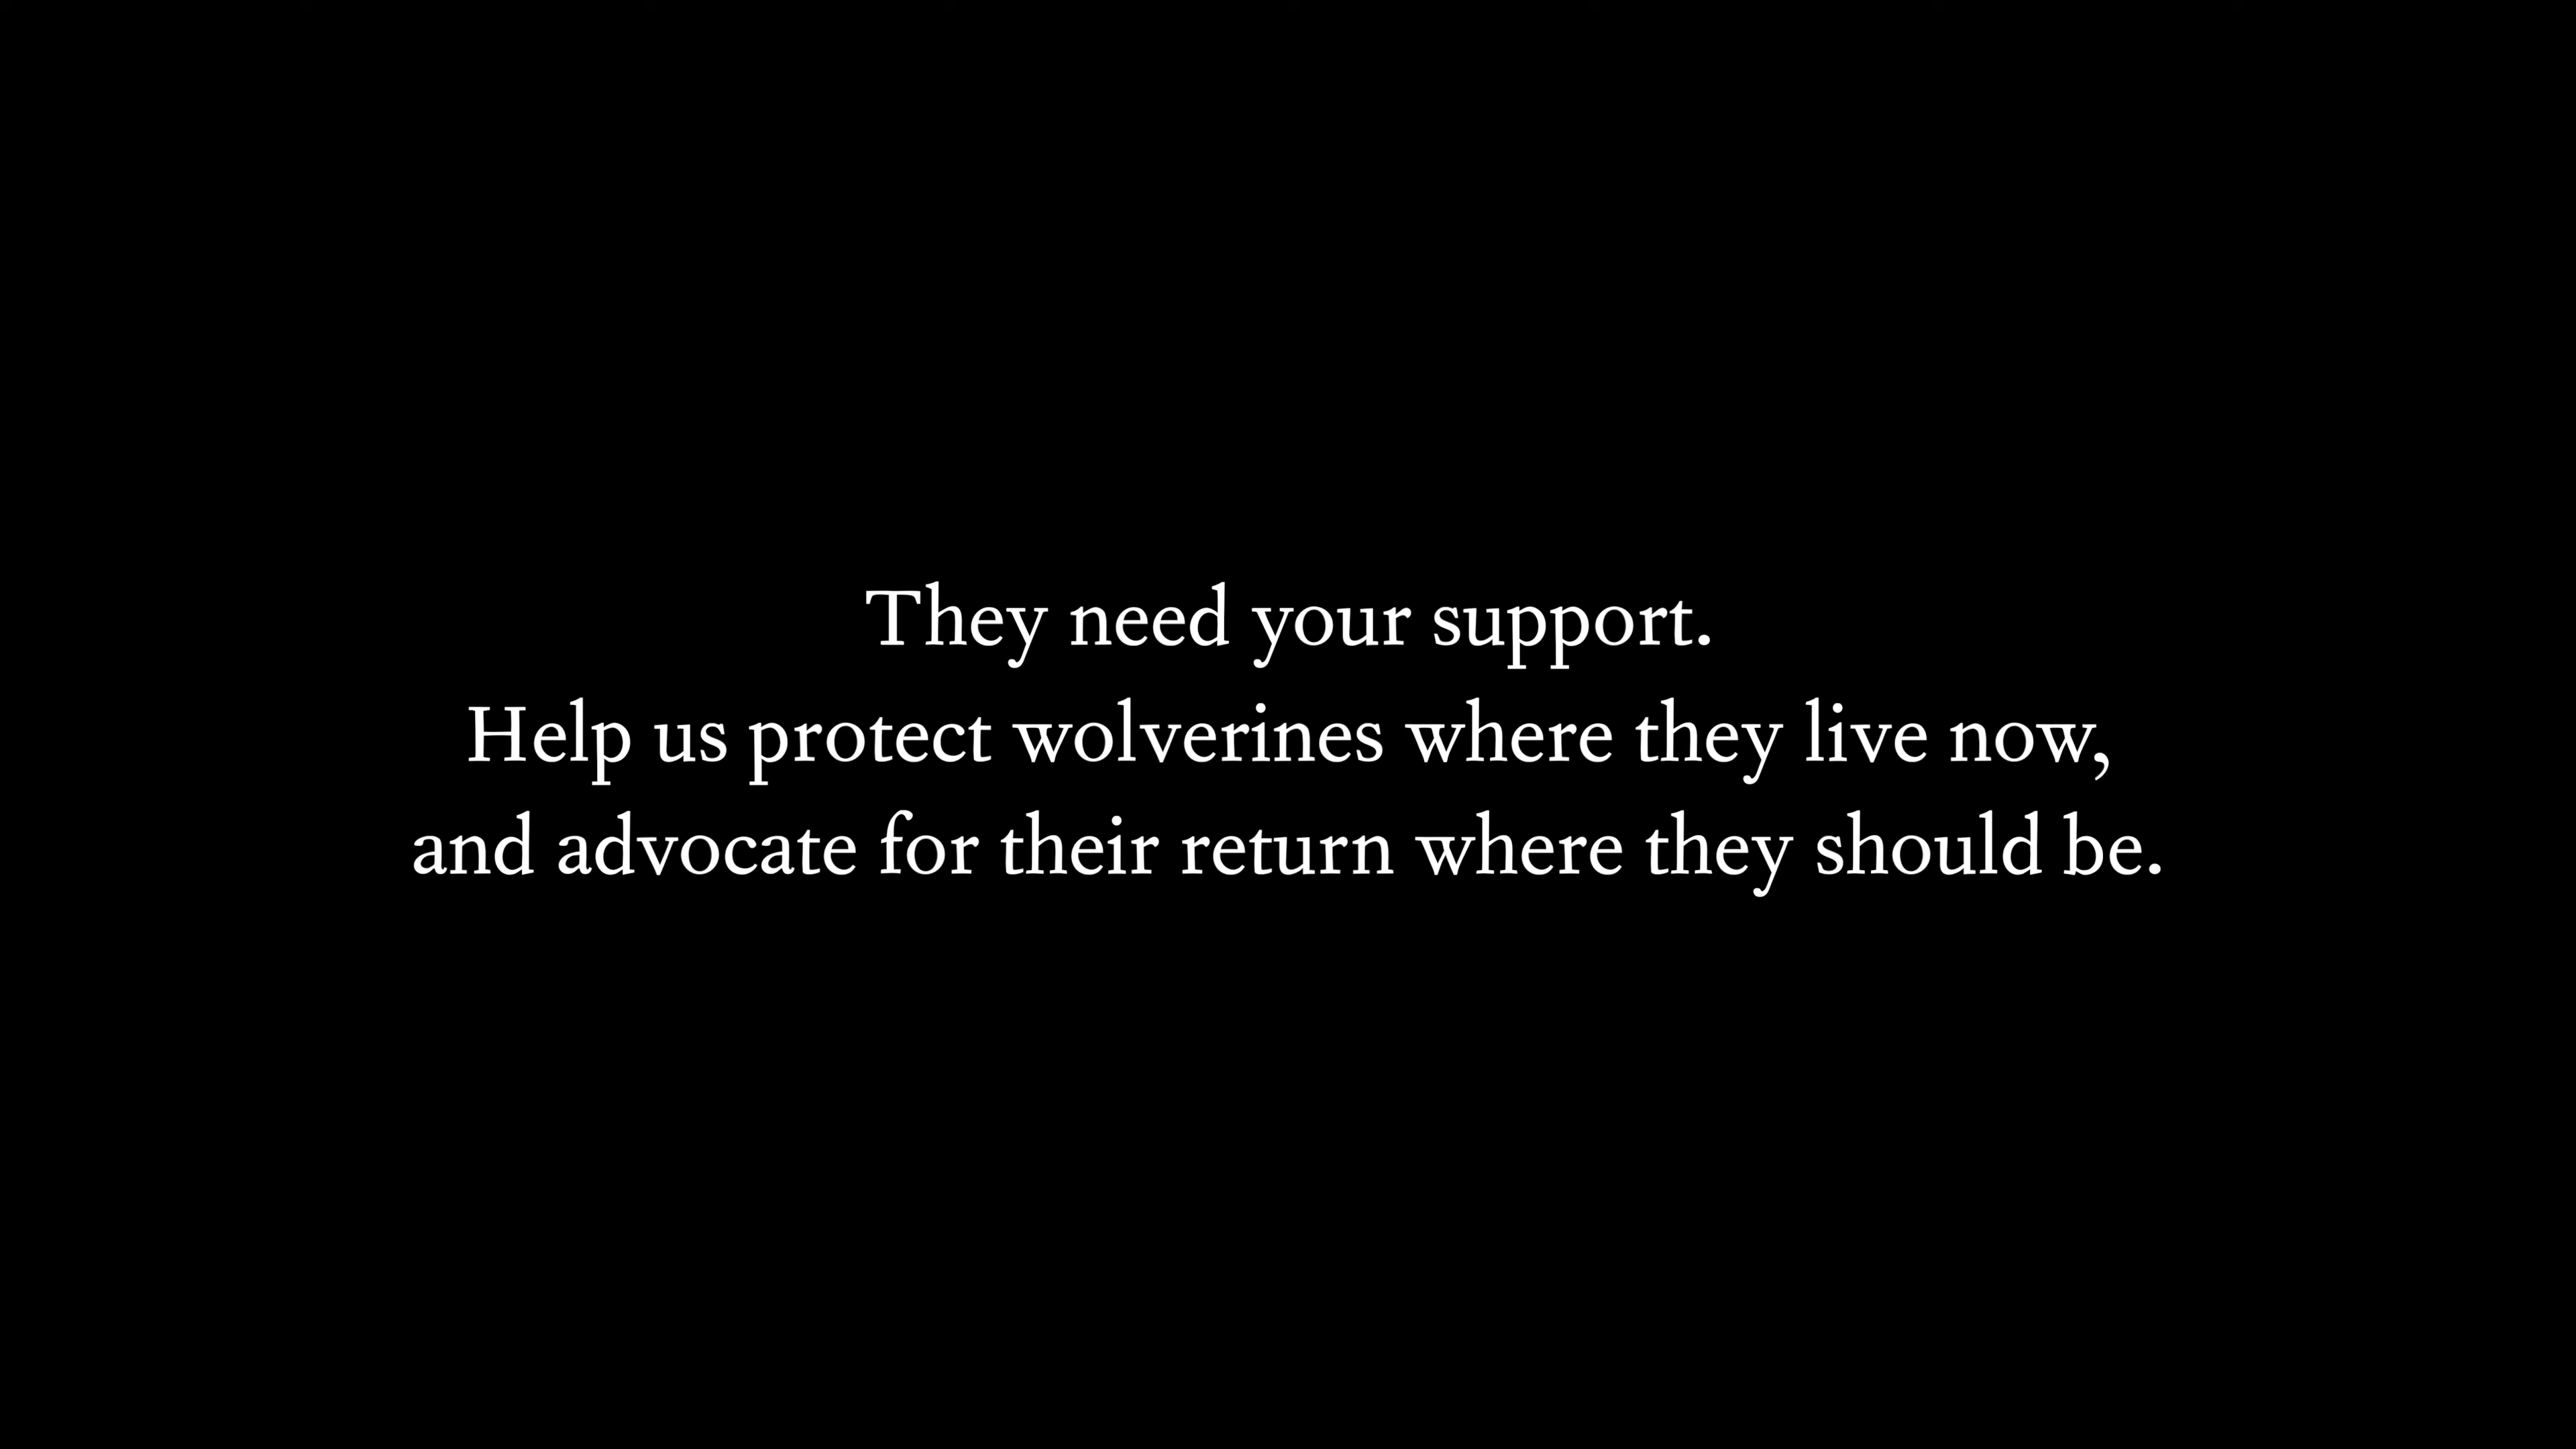 They need your support.
Help us protect wolverines where they live now,
and advocate for their return where they should be.